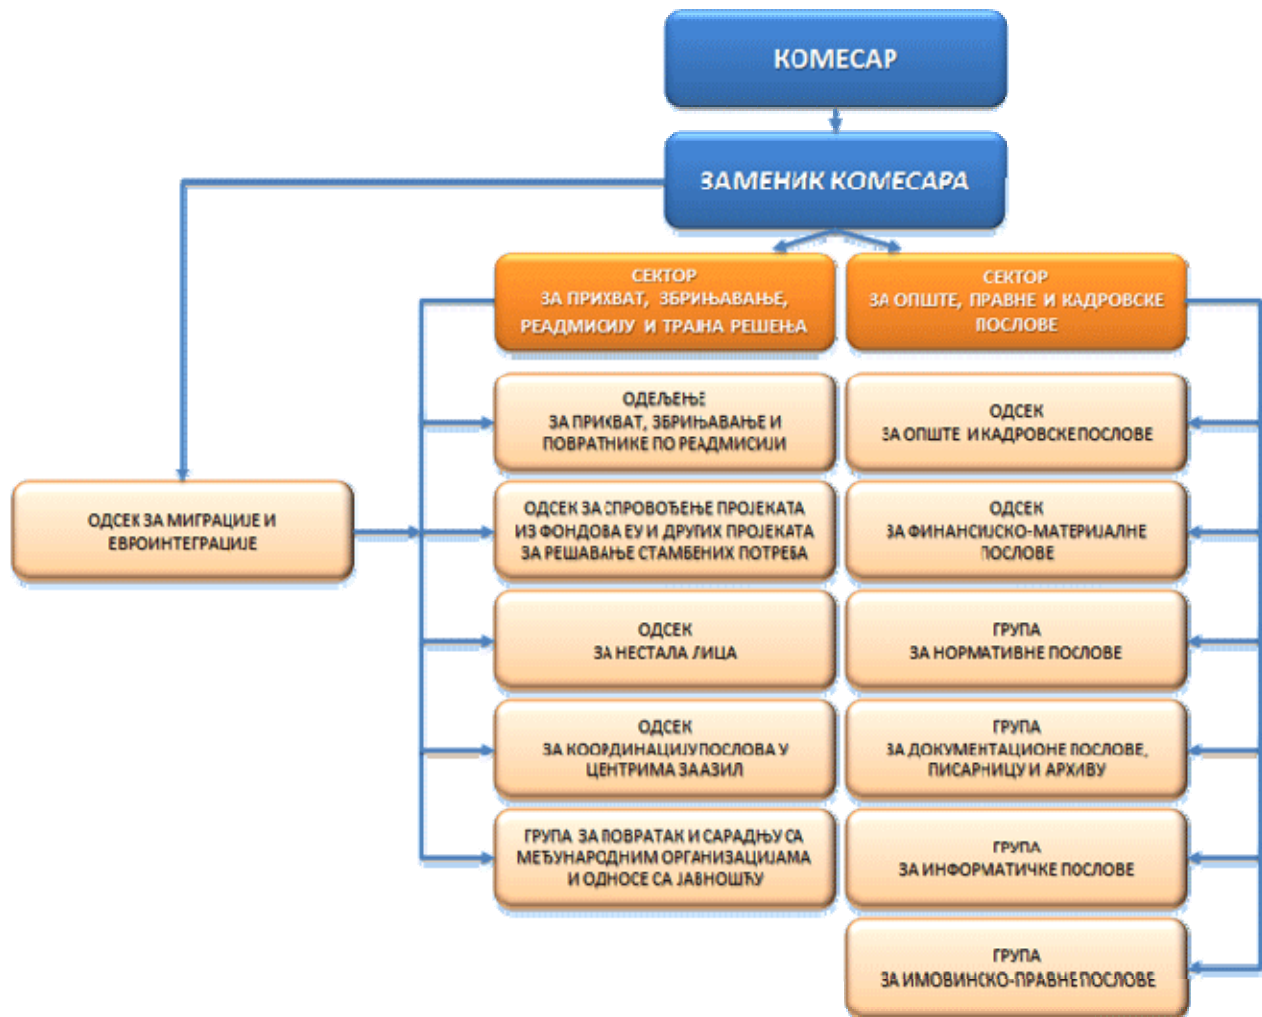 КОМЕСАР
ЗАМЕНИК КОМЕСАРА
СЕКТОР
ЗА ПРИХВАТ, ЗБРИЊАВАЊЕ,
РЕАДМИСИЈУ И ТРАЈНА РЕШЕЊА
СЕКТОР
ЗА ОПШТЕ, ПРАВНЕ И КАДРОВСКЕ
ПОСЛОВЕ
ОДЕЉЕЊЕ
ЗА ПРИХВАТ, ЗБРИЊАВАЊЕ И
ПОВРАТНИКЕ ПО РЕАДМИСИЈИ
ОДСЕК
ЗА ОПШТЕ И КАДРОВСКЕ ПОСЛОВЕ
ОДСЕК ЗА МИГРАЦИЈЕ И
ЕВРОИНТЕГРАЦИЈЕ
ОДСЕК ЗА СПРОВОЂЕЊЕ ПРОЈЕКАТА
ИЗ ФОНДОВА ЕУ И ДРУГИХ ПРОЈЕКАТА
ЗА РЕШАВАЊЕ СТАМБЕНИХ ПОТРЕБА
ОДСЕК
ЗА ФИНАНСИЈСКО-МАТЕРИЈАЛНЕ
ПОСЛОВЕ
ОДСЕК
ЗА НЕСТАЛА ЛИЦА
ГРУПА
ЗА НОРМАТИВНЕ ПОСЛОВЕ
ОДСЕК
ЗА КООРДИНАЦИЈУ ПОСЛОВА У
ЦЕНТРИМА ЗА АЗИЛ
ГРУПА
ЗА ДОКУМЕНТАЦИОНЕ ПОСЛОВЕ,
ПИСАРНИЦУ И АРХИВУ
ГРУПА ЗА ПОВРАТАК И САРАДЊУ СА
МЕЂУНАРОДНИМ ОРГАНИЗАЦИЈАМА
И ОДНОСЕ СА ЈАВНОШЋУ
ГРУПА
ЗА ИНФОРМАТИЧКЕ ПОСЛОВЕ
ГРУПА
ЗА ИМОВИНСКО-ПРАВНЕ ПОСЛОВЕ